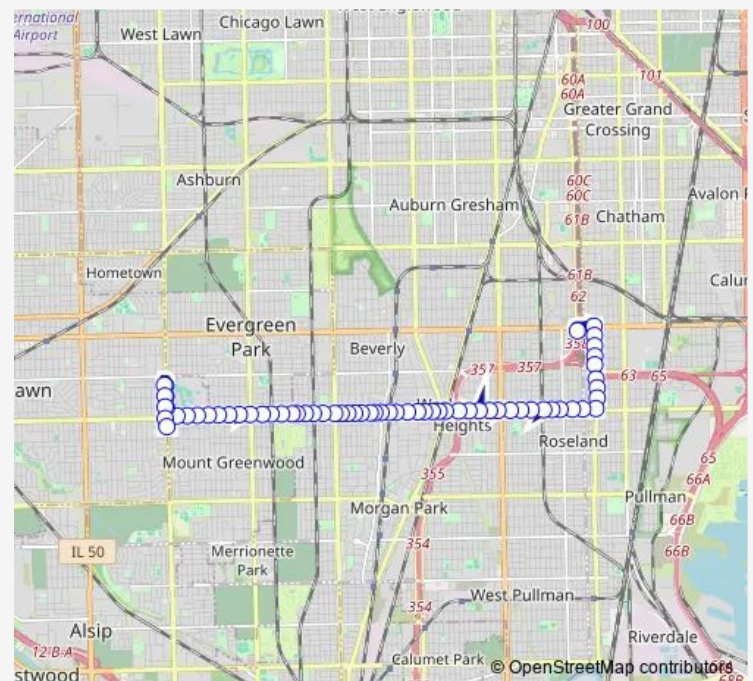 ernational
Airport
West Lawn
Chicago Lawn
100
60A
60A
101
Greater Grand
Crossing
Ashburn
60C
60C
61B
Auburn Gresham
Avalon
Chatham
Hometown
61B
62
Evergreen
Park
Beverly
357
357
63
65
awn
Heights
Roseland
Mount Greenwood
355
65
66A
Pullman
Morgan Park
66B
354
66B
IL 50
Merrionette
Park
354
West Pullman
Alsip
Riverdale
12-B-A
Calumet Park
© OpenStreetMap contributors
stwood